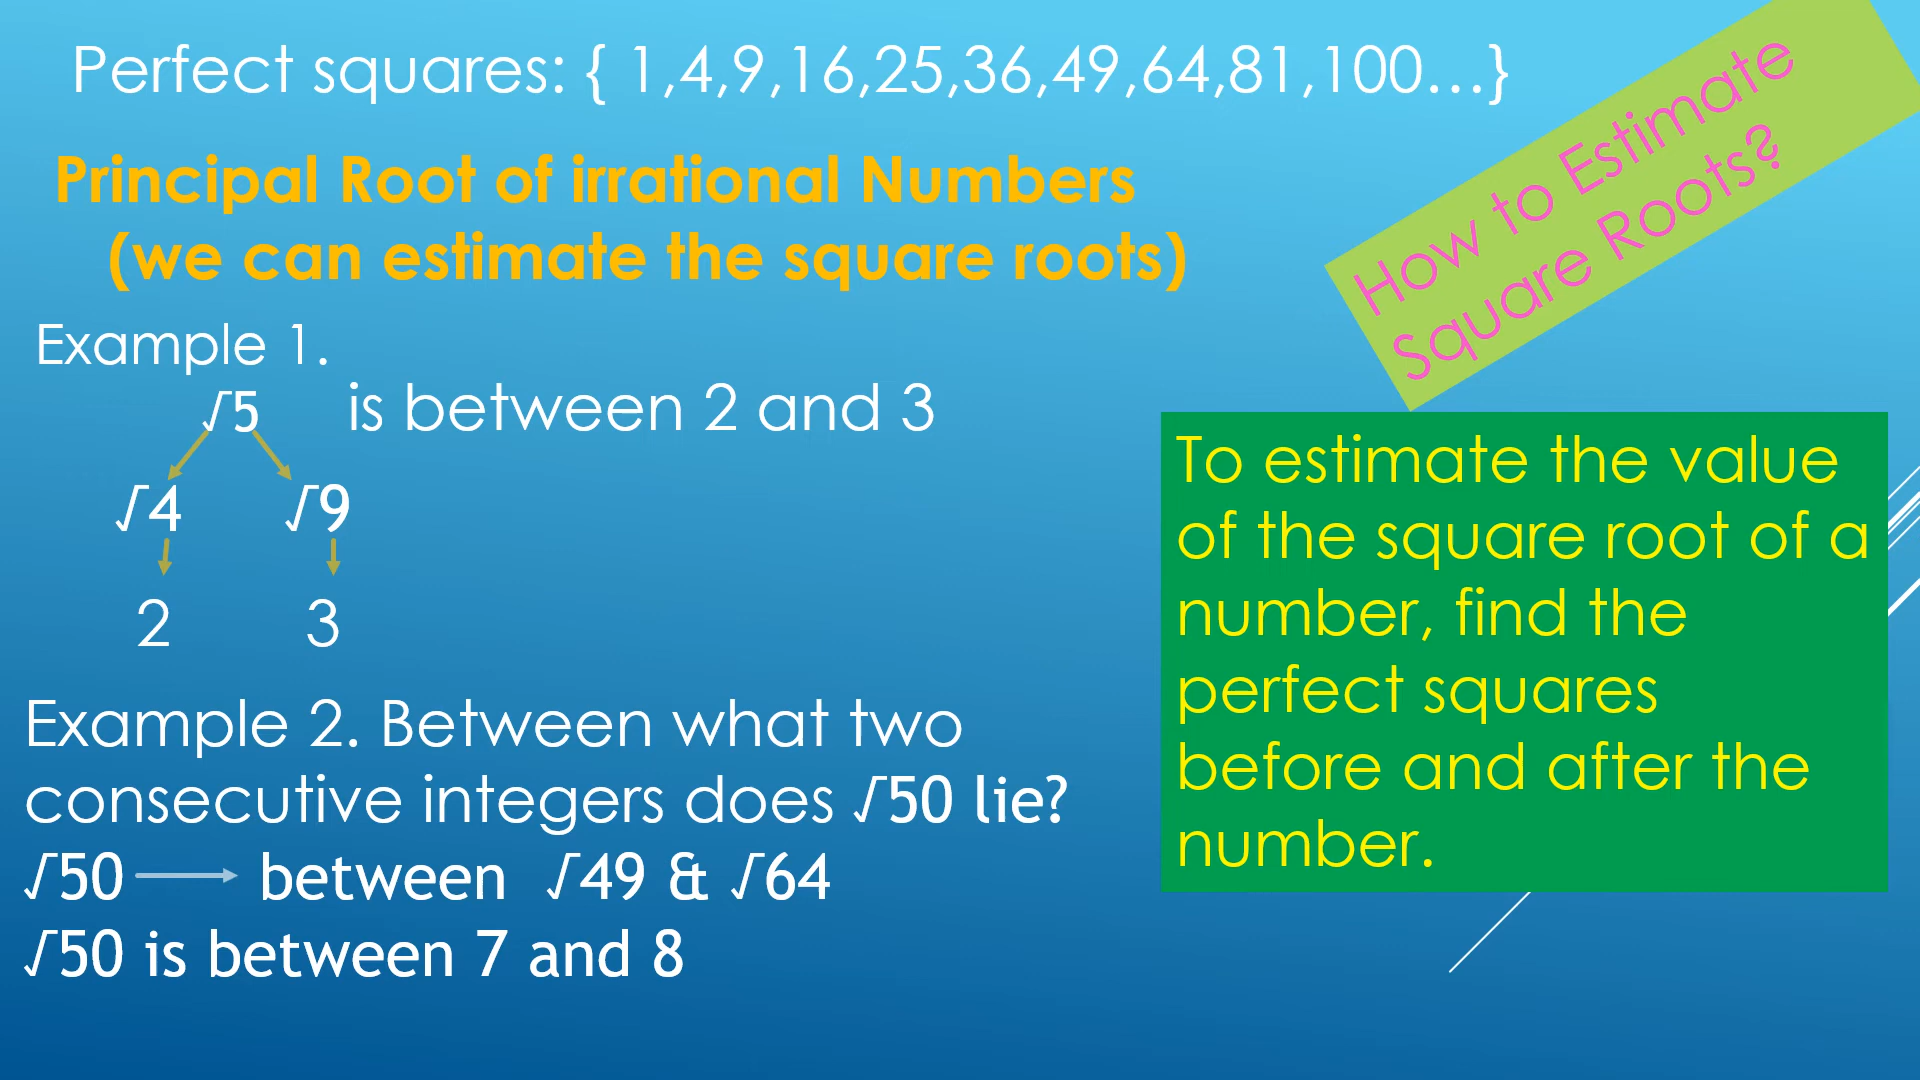 Perfect squares: { 1,4,9,16,25,36,49,64,81,100…}
How to Estimate
Square Roots?
Principal Root of irrational Numbers
(we can estimate the square roots)
Example 1.
√5 is between 2 and 3
√4 √9
2 3
Example 2. Between what two
consecutive integers does √50 lie?
√50 between √49 & √64
√50 is between 7 and 8
To estimate the value
of the square root of a
number, find the
perfect squares
before and after the
number.